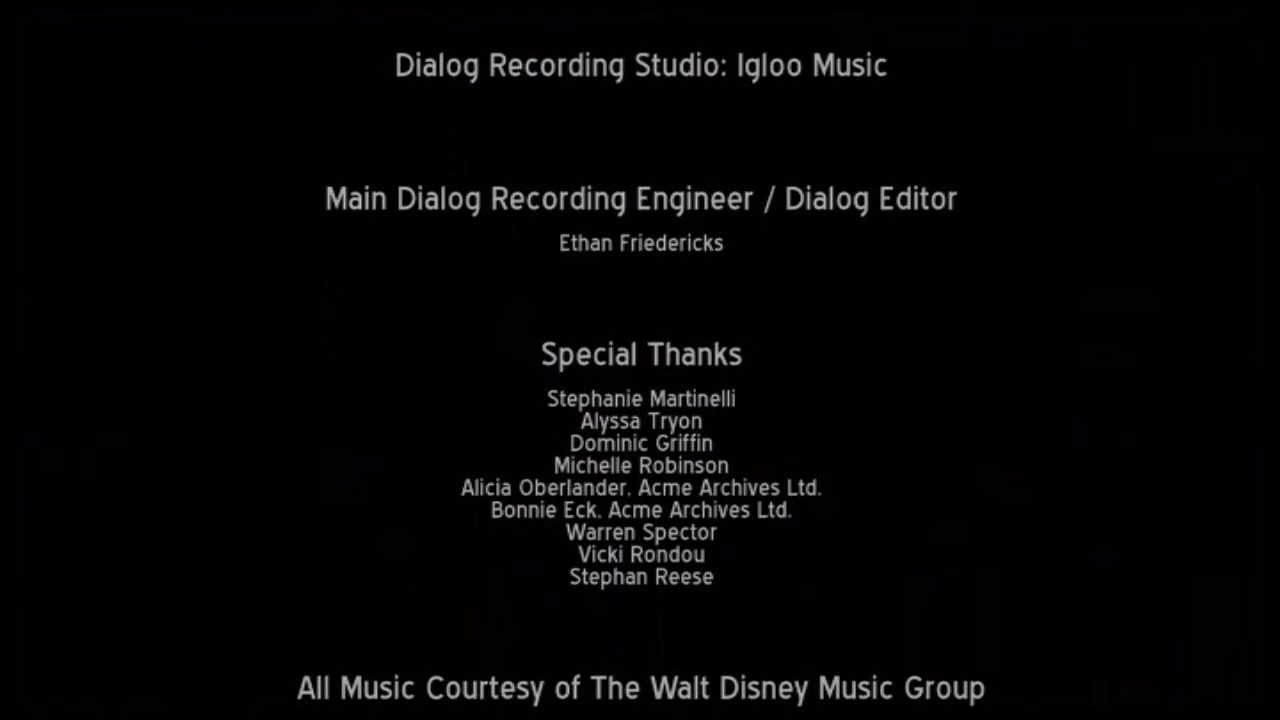 Dialog Recording Studio: Igloo Music
Main Dialog Recording Engineer / Dialog Editor
Ethan Friedericks
Special Thanks
Stephanie Martinelli
Alyssa Tryon
Dominic Griffin
Michelle Robinson
Alicia Oberlander, Acme Archives Ltd.
Bonnie Eck, Acme Archives Ltd.
Warren Spector
Vicki Rondou
Stephan Reese
All Music Courtesy of The Walt Disney Music Group